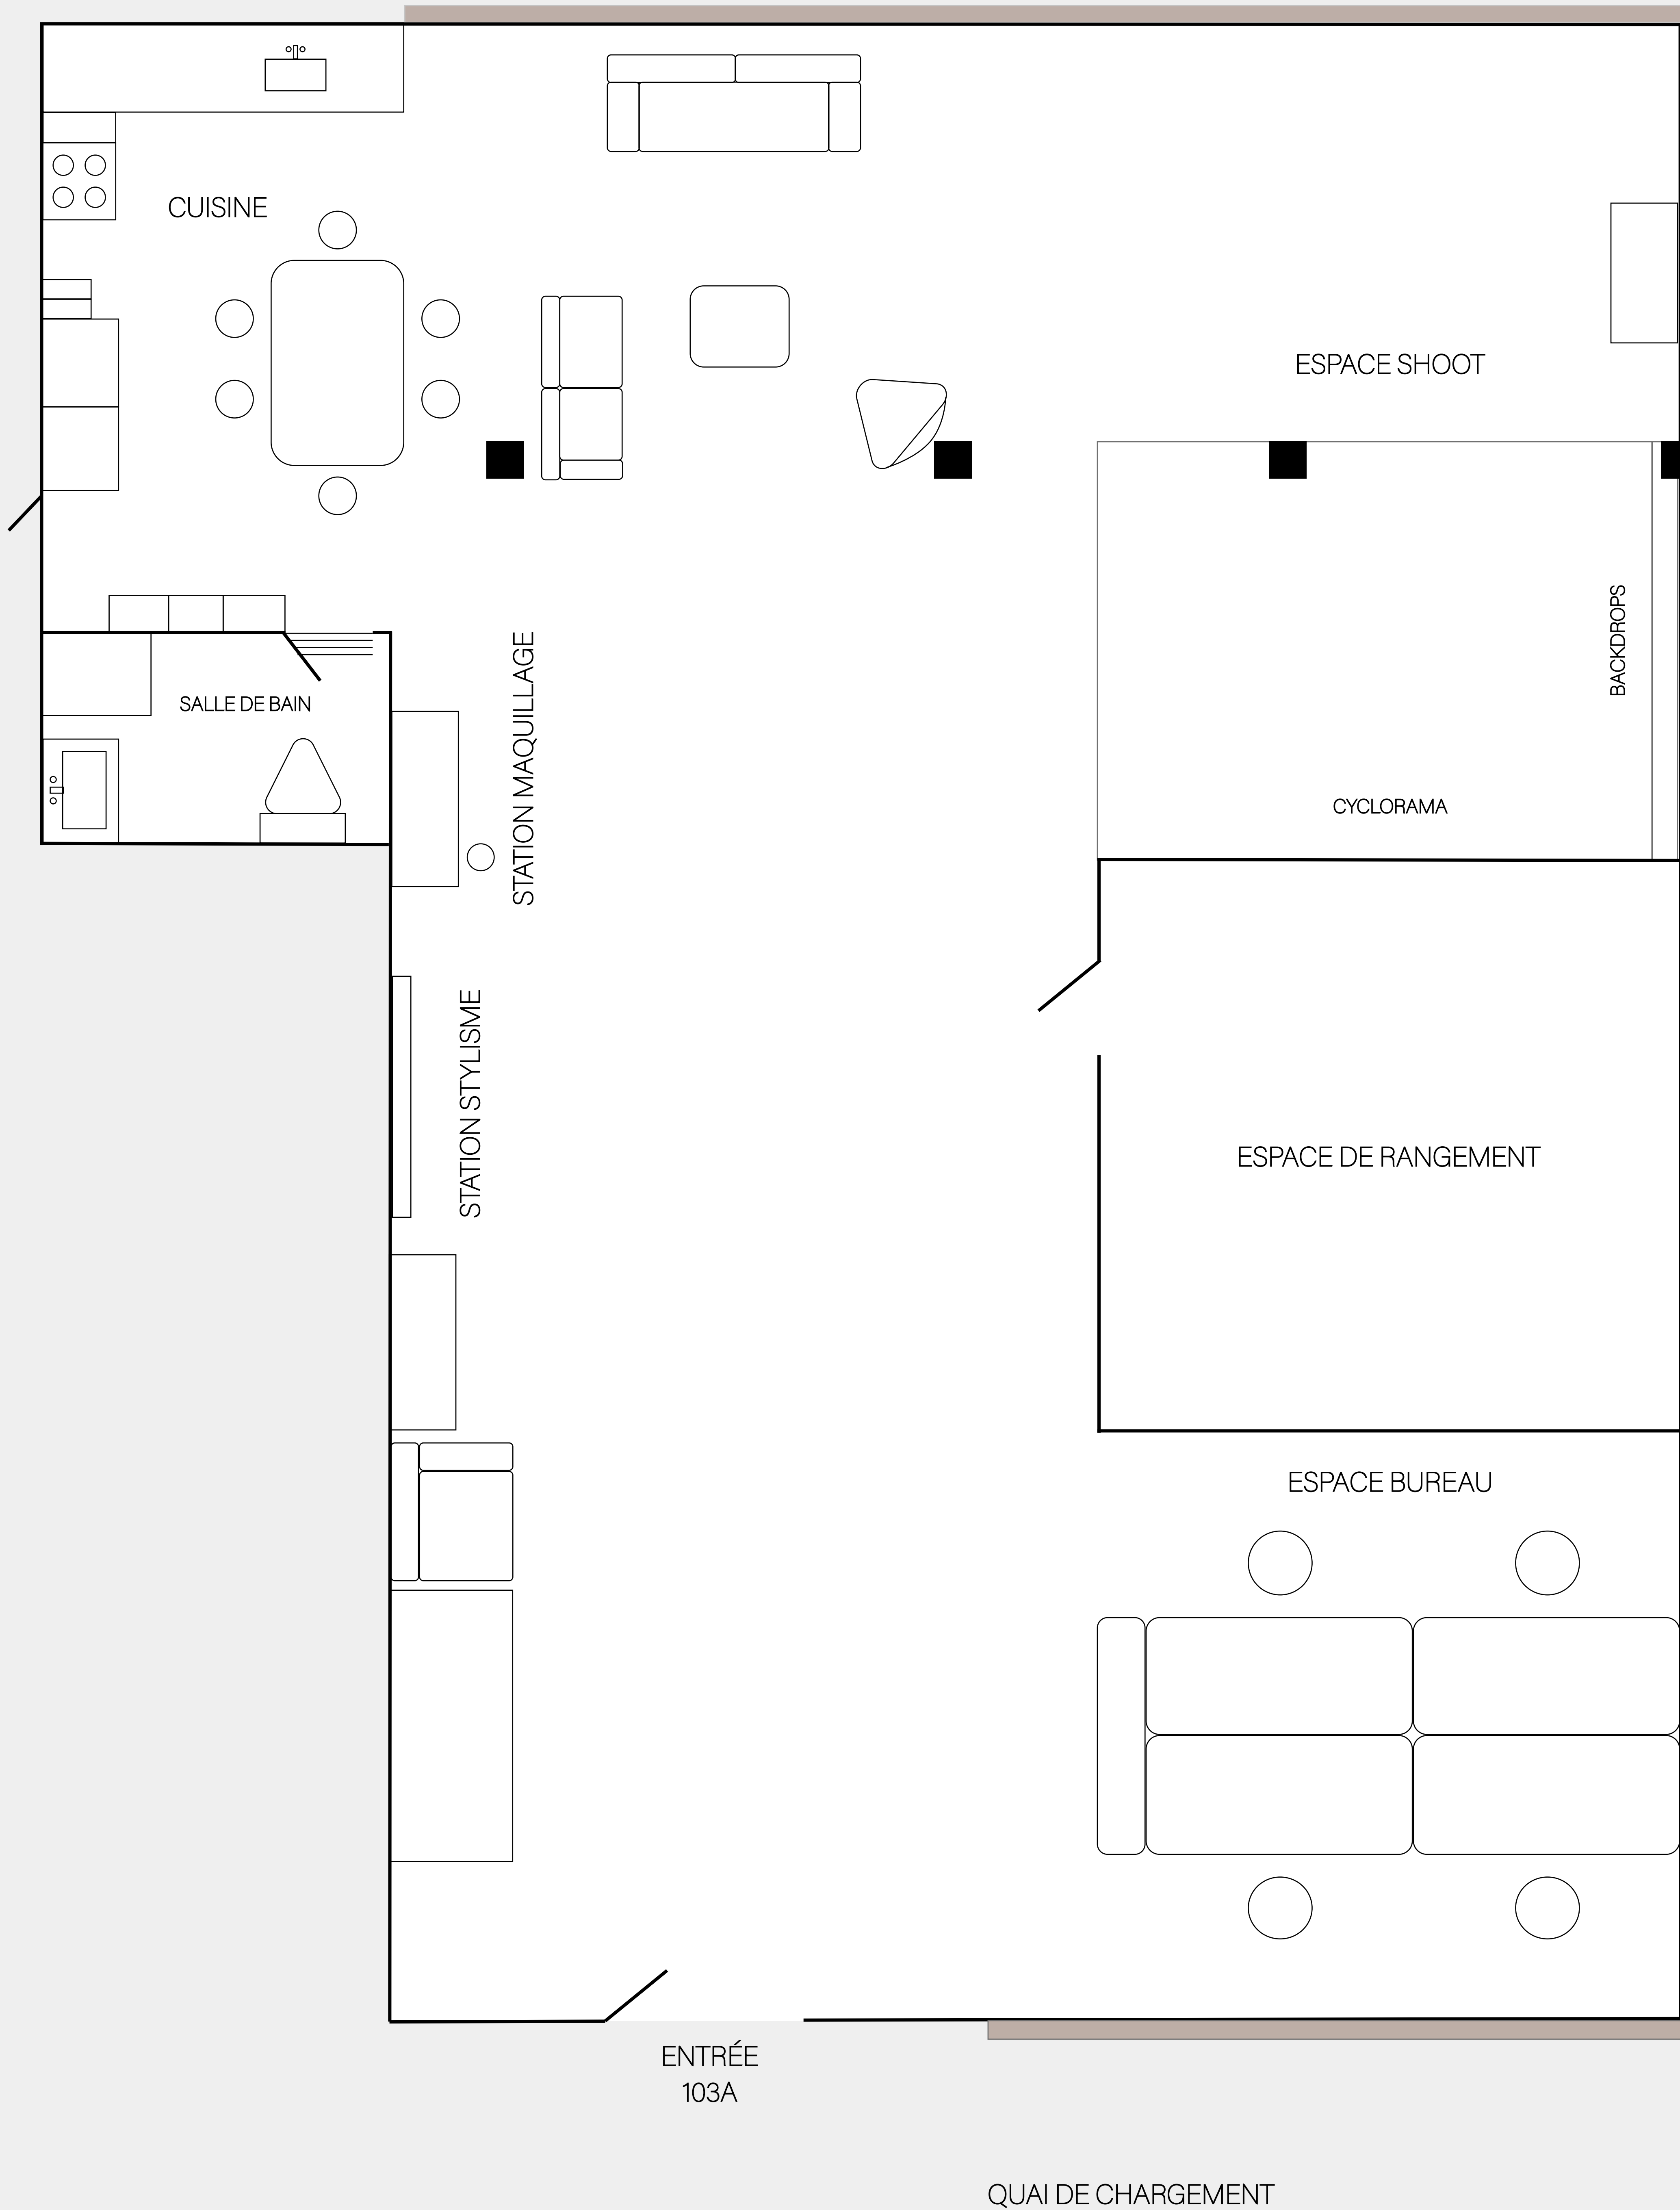 CUISINE
ESPACE SHOOT
BACKDROPS
STATION MAQUILLAGE
SALLE DE BAIN
CYCLORAMA
STATION STYLISME
ESPACE DE RANGEMENT
ESPACE BUREAU
ENTRÉE
103A
QUAI DE CHARGEMENT